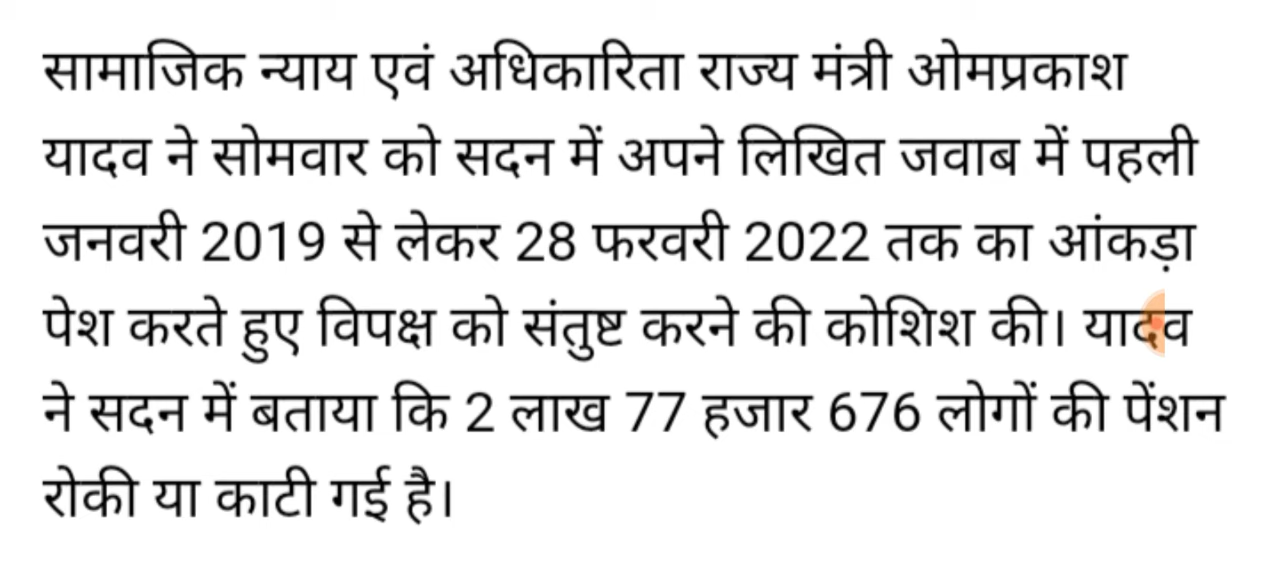 सामाजिक न्याय एवं अधिकारिता राज्य मंत्री ओमप्रकाश
यादव ने सोमवार को सदन में अपने लिखित जवाब में पहली
जनवरी 2019 से लेकर 28 फरवरी 2022 तक का आंकड़ा
पेश करते हुए विपक्ष को संतुष्ट करने की कोशिश की। यादव
ने सदन में बताया कि 2 लाख 77 हजार 676 लोगों की पेंशन
रोकी या काटी गई है।